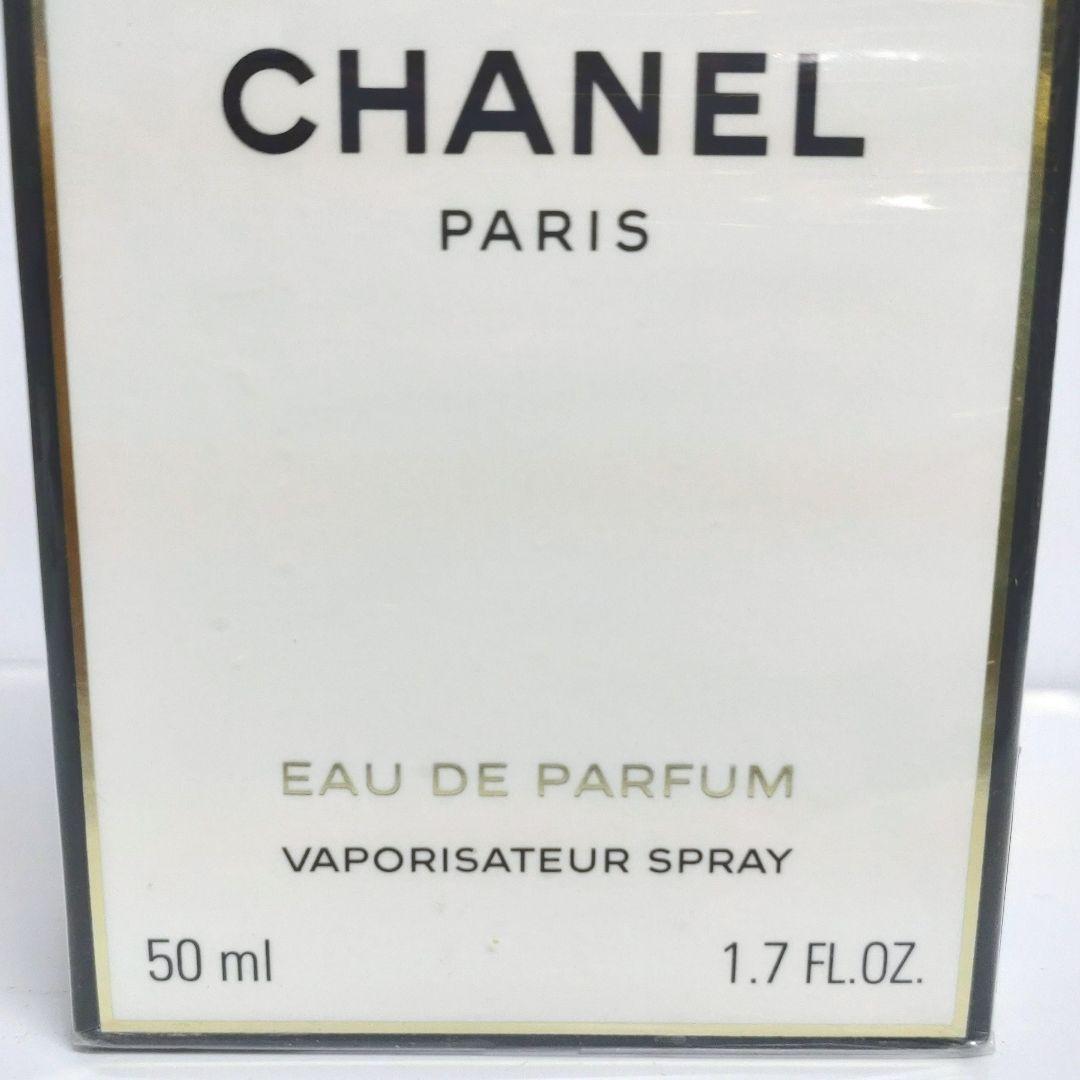 CHANEL
PARIS
EAU DE PARFUM
VAPORISATEUR SPRAY
50 ml 1.7 FL.OZ.